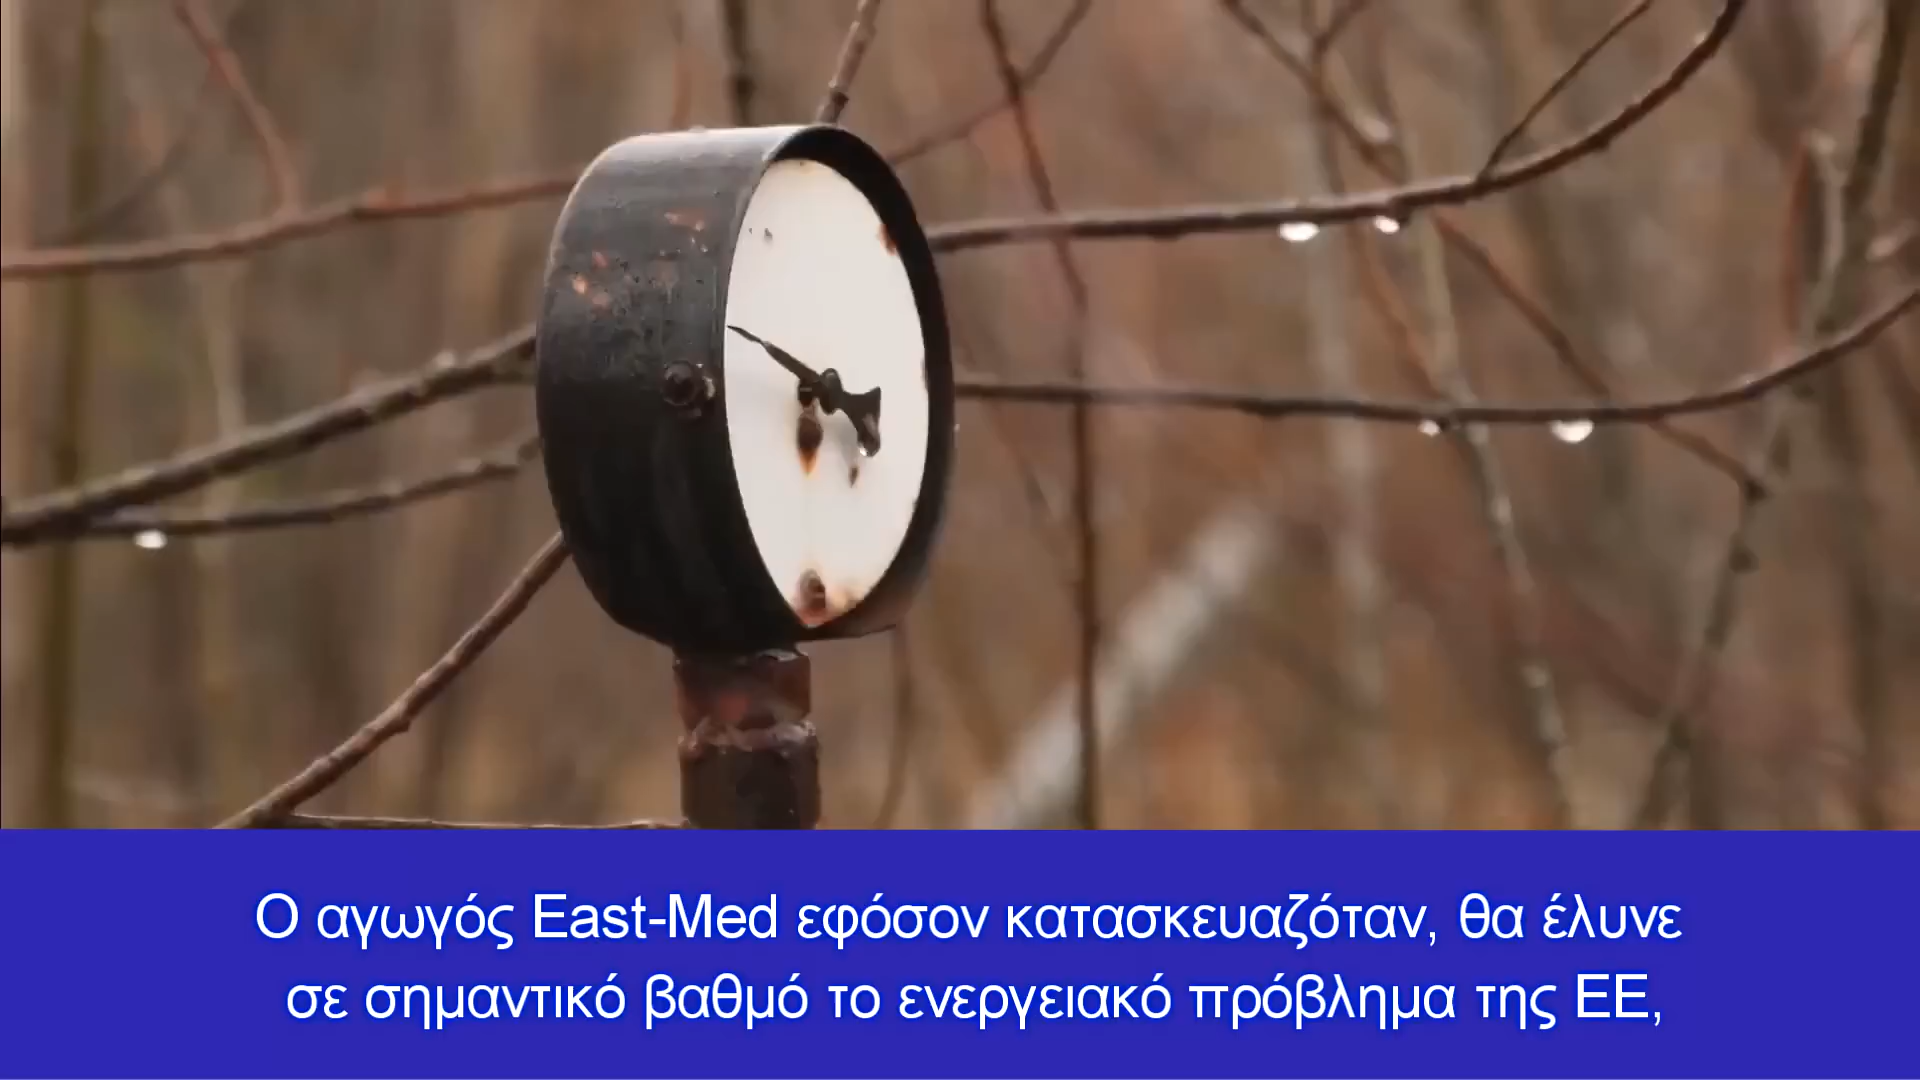 Ο αγωγός East-Med εφόσον κατασκευαζόταν, θα έλυνε
σε σημαντικό βαθμό το ενεργειακό πρόβλημα της ΕΕ,